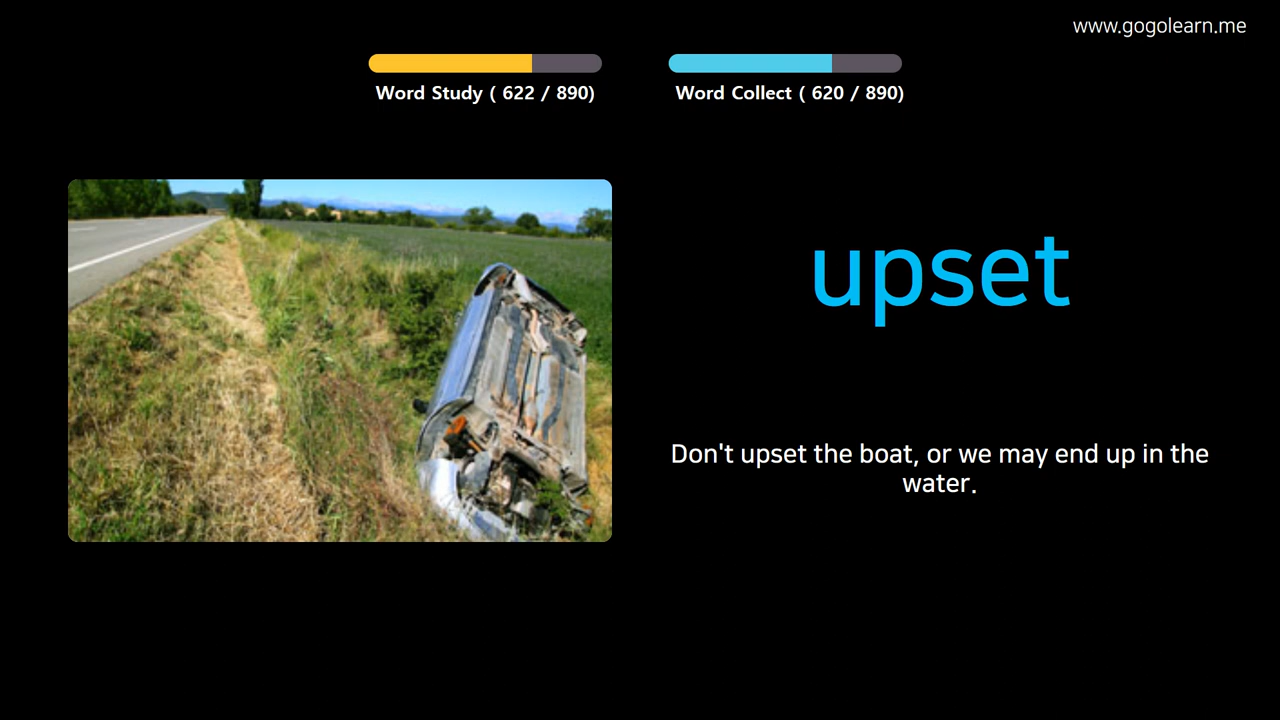 www.gogolearn.me
Word Study ( 622 / 890)
Word Collect ( 620 / 890)
upset
Don't upset the boat, or we may end up in the
water.